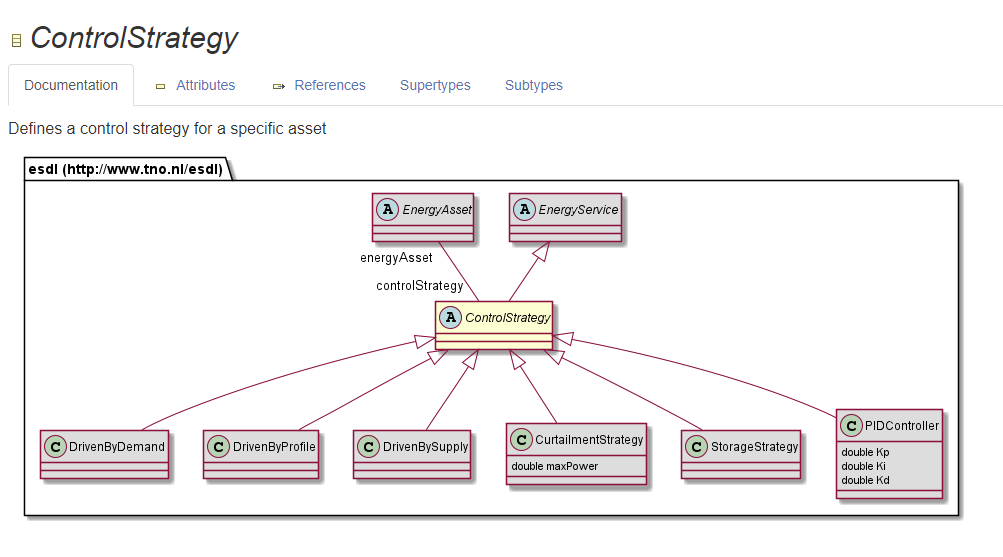 ControlStrategy
Documentation
Attributes
References
Supertypes
Subtypes
Defines a control strategy for a specific asset
esdl (http://www.tno.nl/esdl)
A EnergyAsset
A EnergyService
energyAsset
controlStrategy
A ControlStrategy
C DrivenByDemand
C DrivenByProfile
C DrivenBySupply
C CurtailmentStrategy
double maxPower
C StorageStrategy
C PIDController
double Kp
double Ki
double Kd